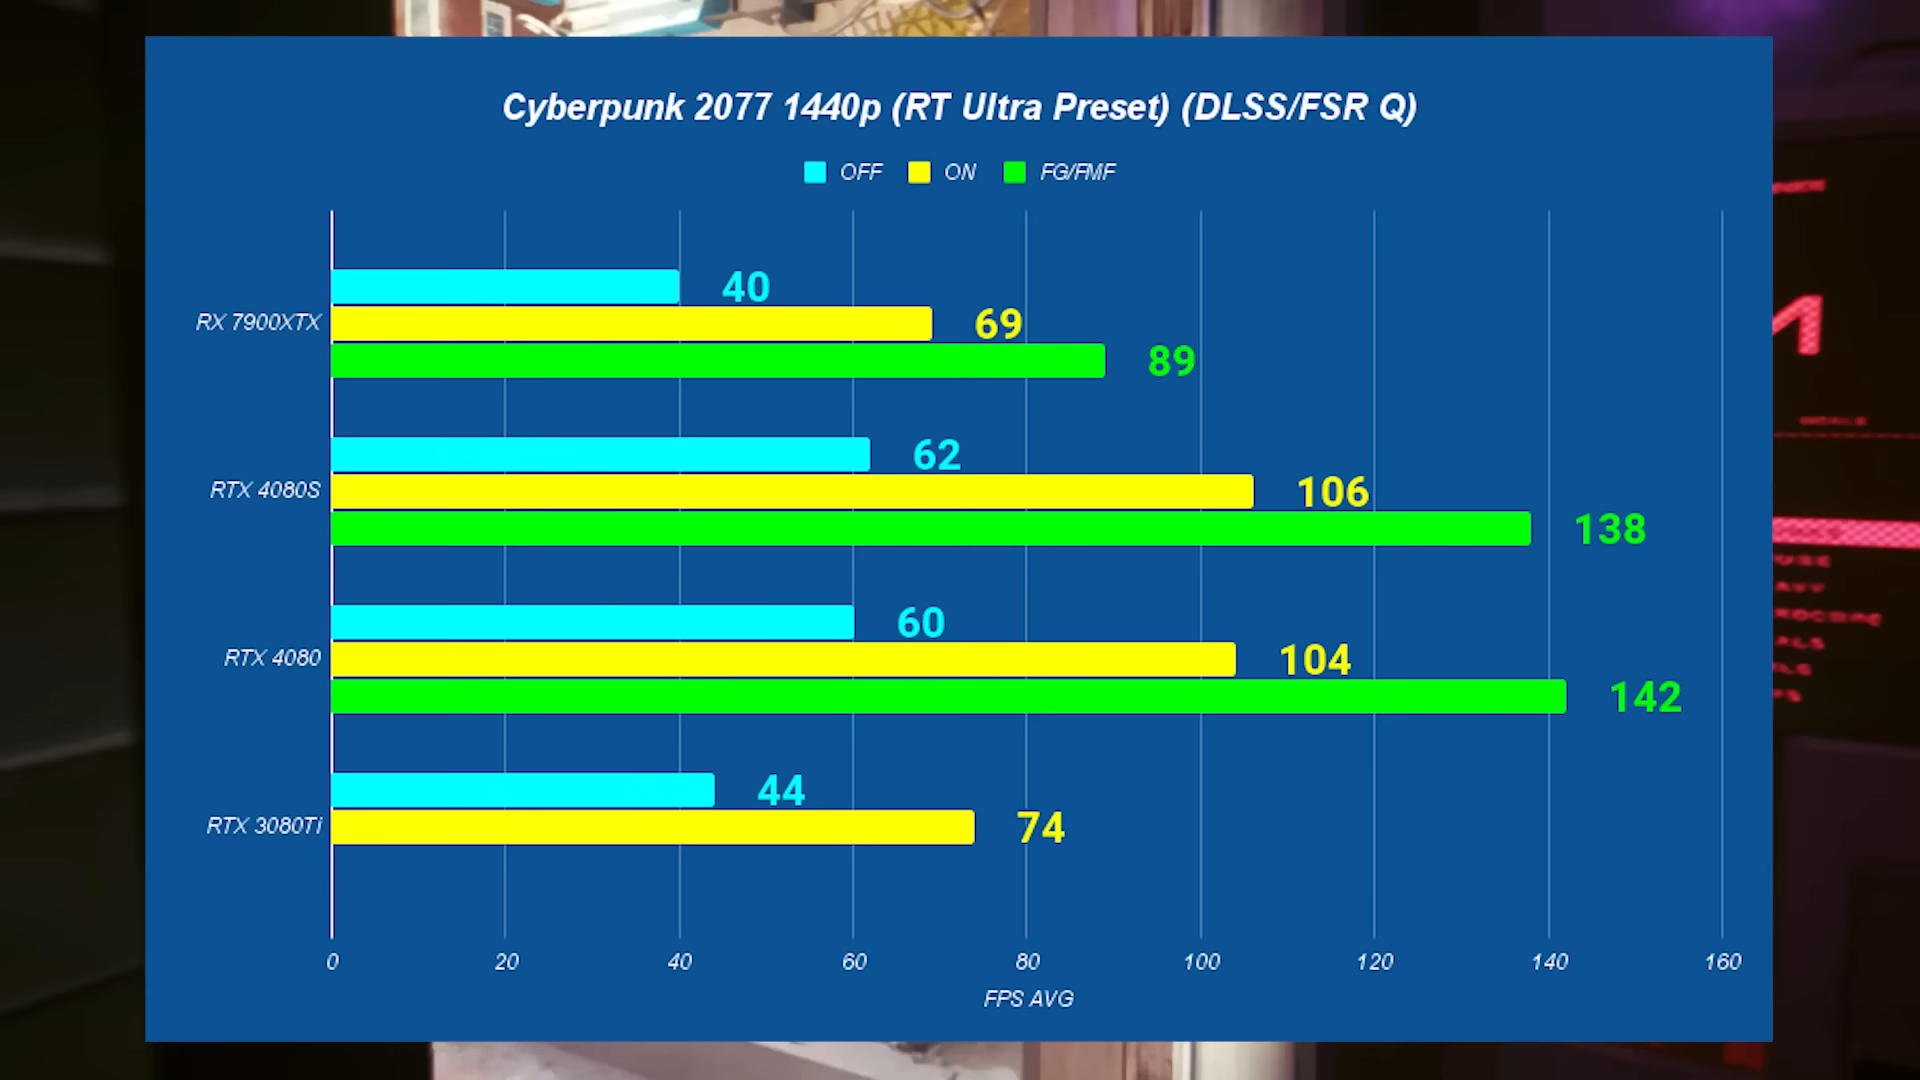 Cyberpunk 2077 1440p (RT Ultra Preset) (DLSS/FSR Q)
OFF ON FG/FMF
RX 7900XTX
40
69
89
RTX 4080S
62
106
138
RTX 4080
60
104
142
RTX 3080Ti
44
74
0 20 40 60 80 100 120 140 160
FPS AVG